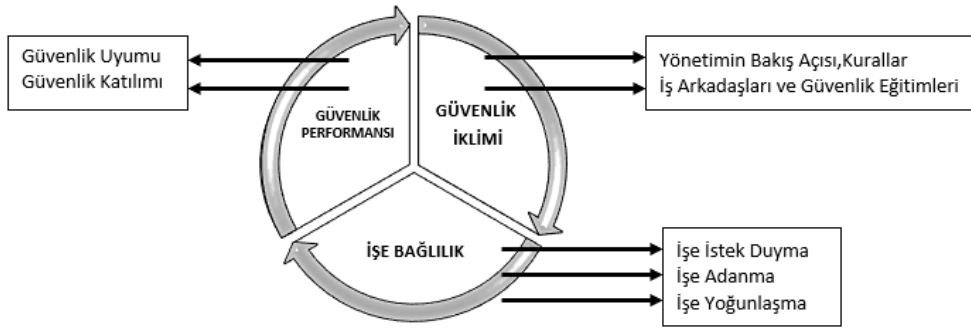 Güvenlik Uyumu
Güvenlik Katılımı
GÜVENLİK
PERFORMANSI
GÜVENLİK
İKLİMİ
Yönetimin Bakış Açısı,Kurallar
İş Arkadaşları ve Güvenlik Eğitimleri
İŞE BAĞLILIK
İşe İstek Duyma
İşe Adanma
İşe Yoğunlaşma